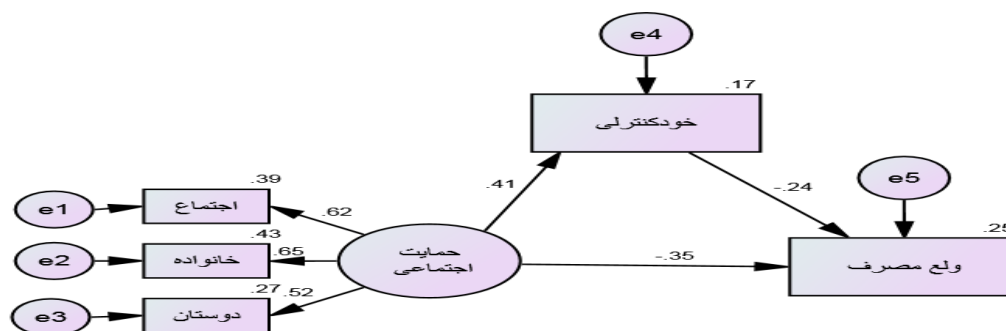 e4
.17
خودکنترلی
e5
.39
.41
-.24
e1
اجتماع
.62
.25
.43
حمایت
اجتماعی
e2
خانواده
.65
-.35
ولع مصرف
.27
.52
e3
دوستان